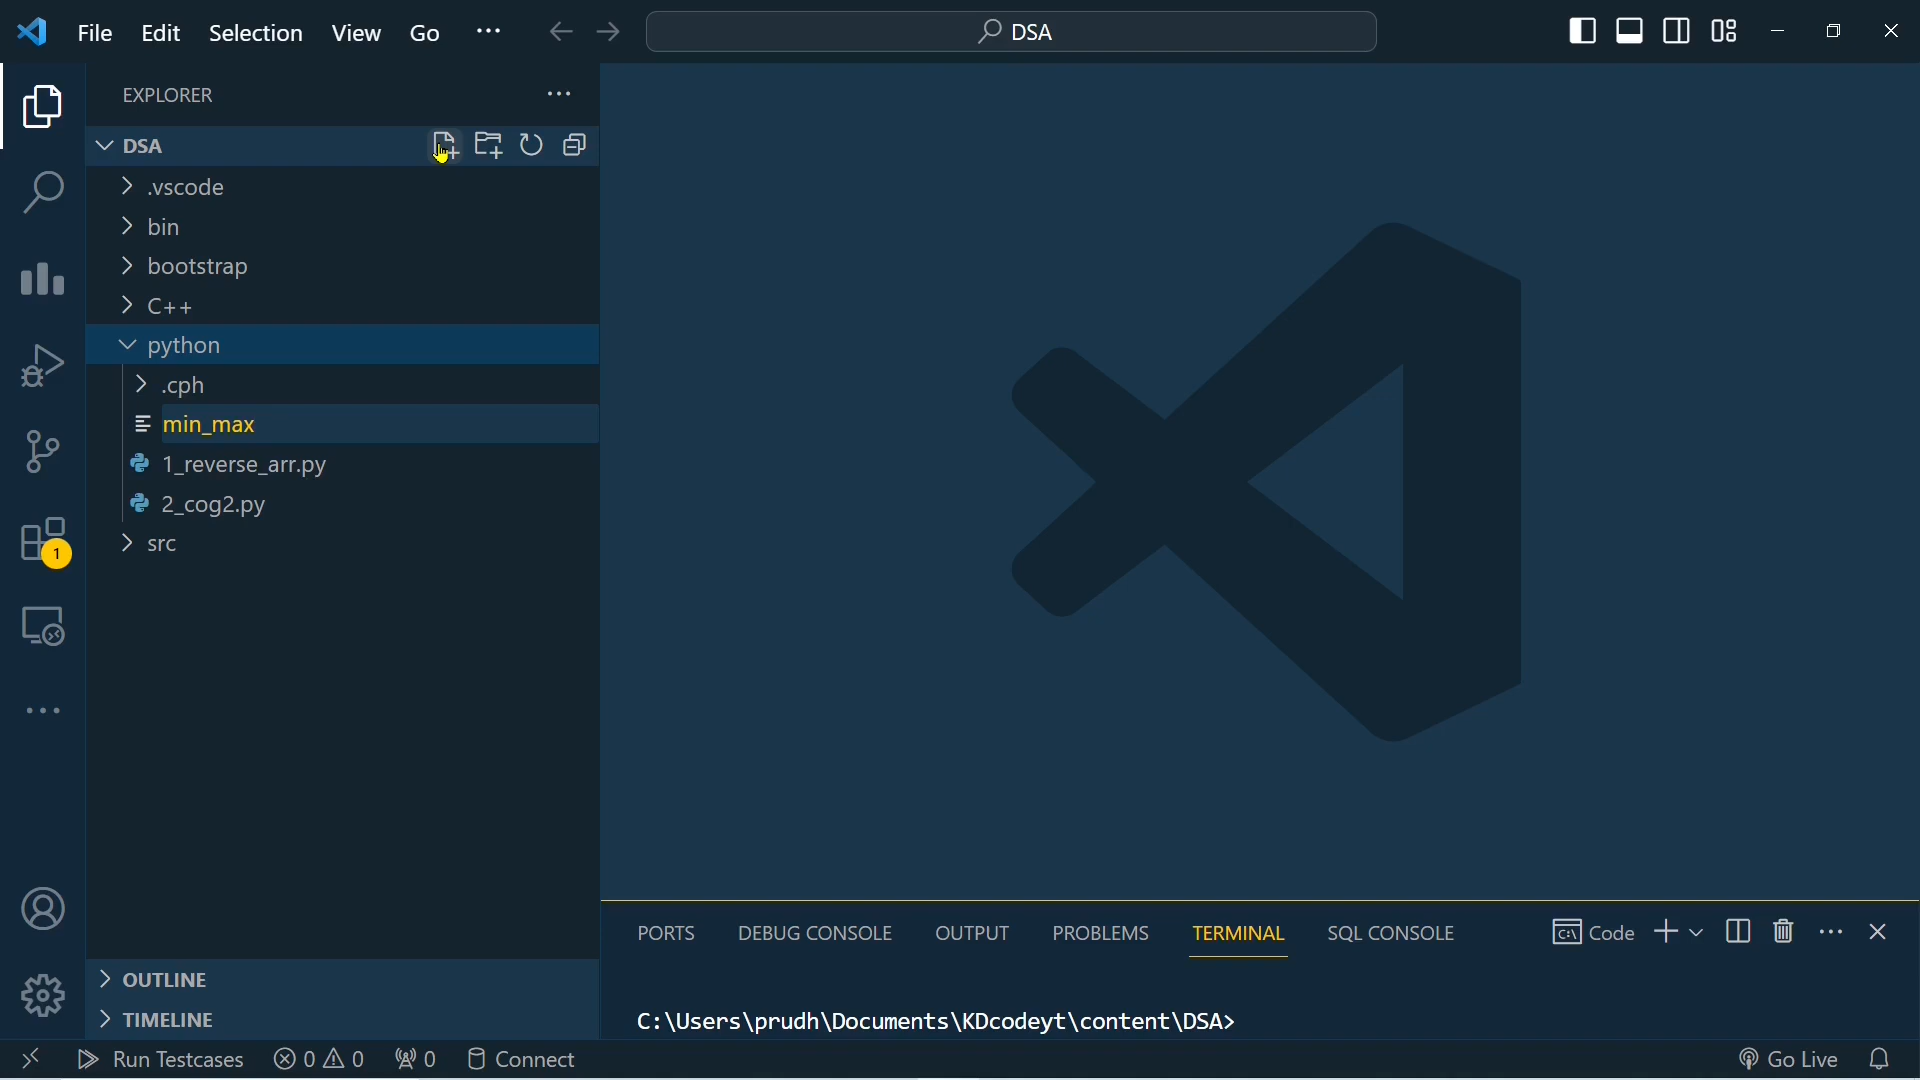 File Edit Selection View Go ··· DSA
EXPLORER
DSA
.vscode
bin
bootstrap
C++
python
.cph
min_max
1_reverse_arr.py
2_cog2.py
src
1
OUTLINE
TIMELINE
PORTS DEBUG CONSOLE OUTPUT PROBLEMS TERMINAL SQL CONSOLE Code
C:\Users\prudh\Documents\KDcodeyt\content\DSA>
Run Testcases 0 0 0 Connect Go Live